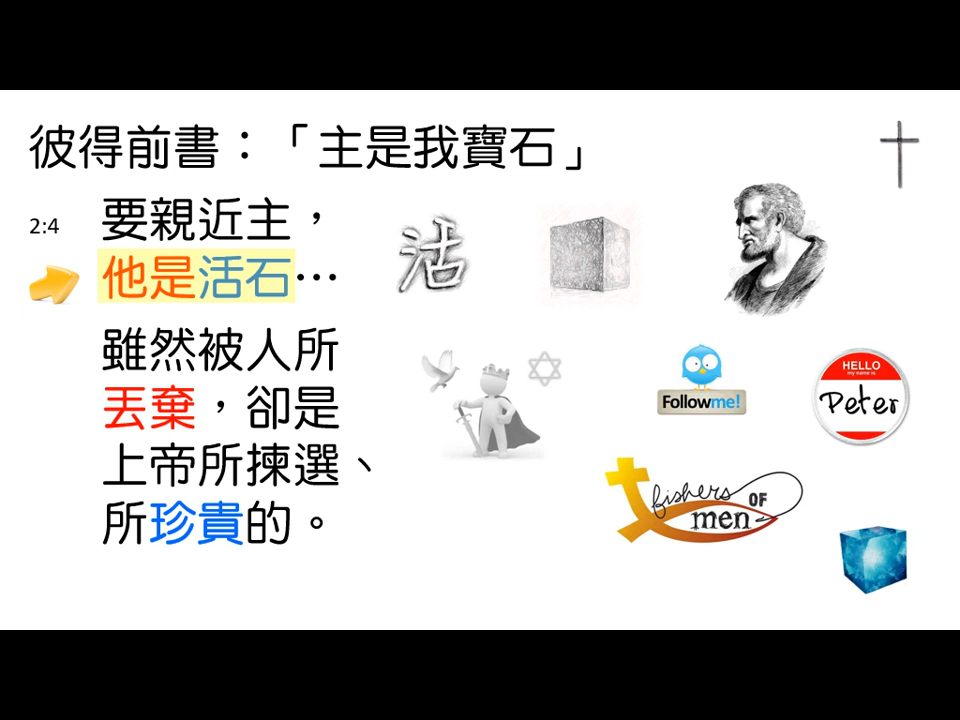 彼得前書：「主是我寶石」
2:4
要親近主，
他是活石…
雖然被人所
丟棄，卻是
上帝所揀選、
所珍貴的。
活
Followme!
HELLO
my name is
Peter
fishers OF
men